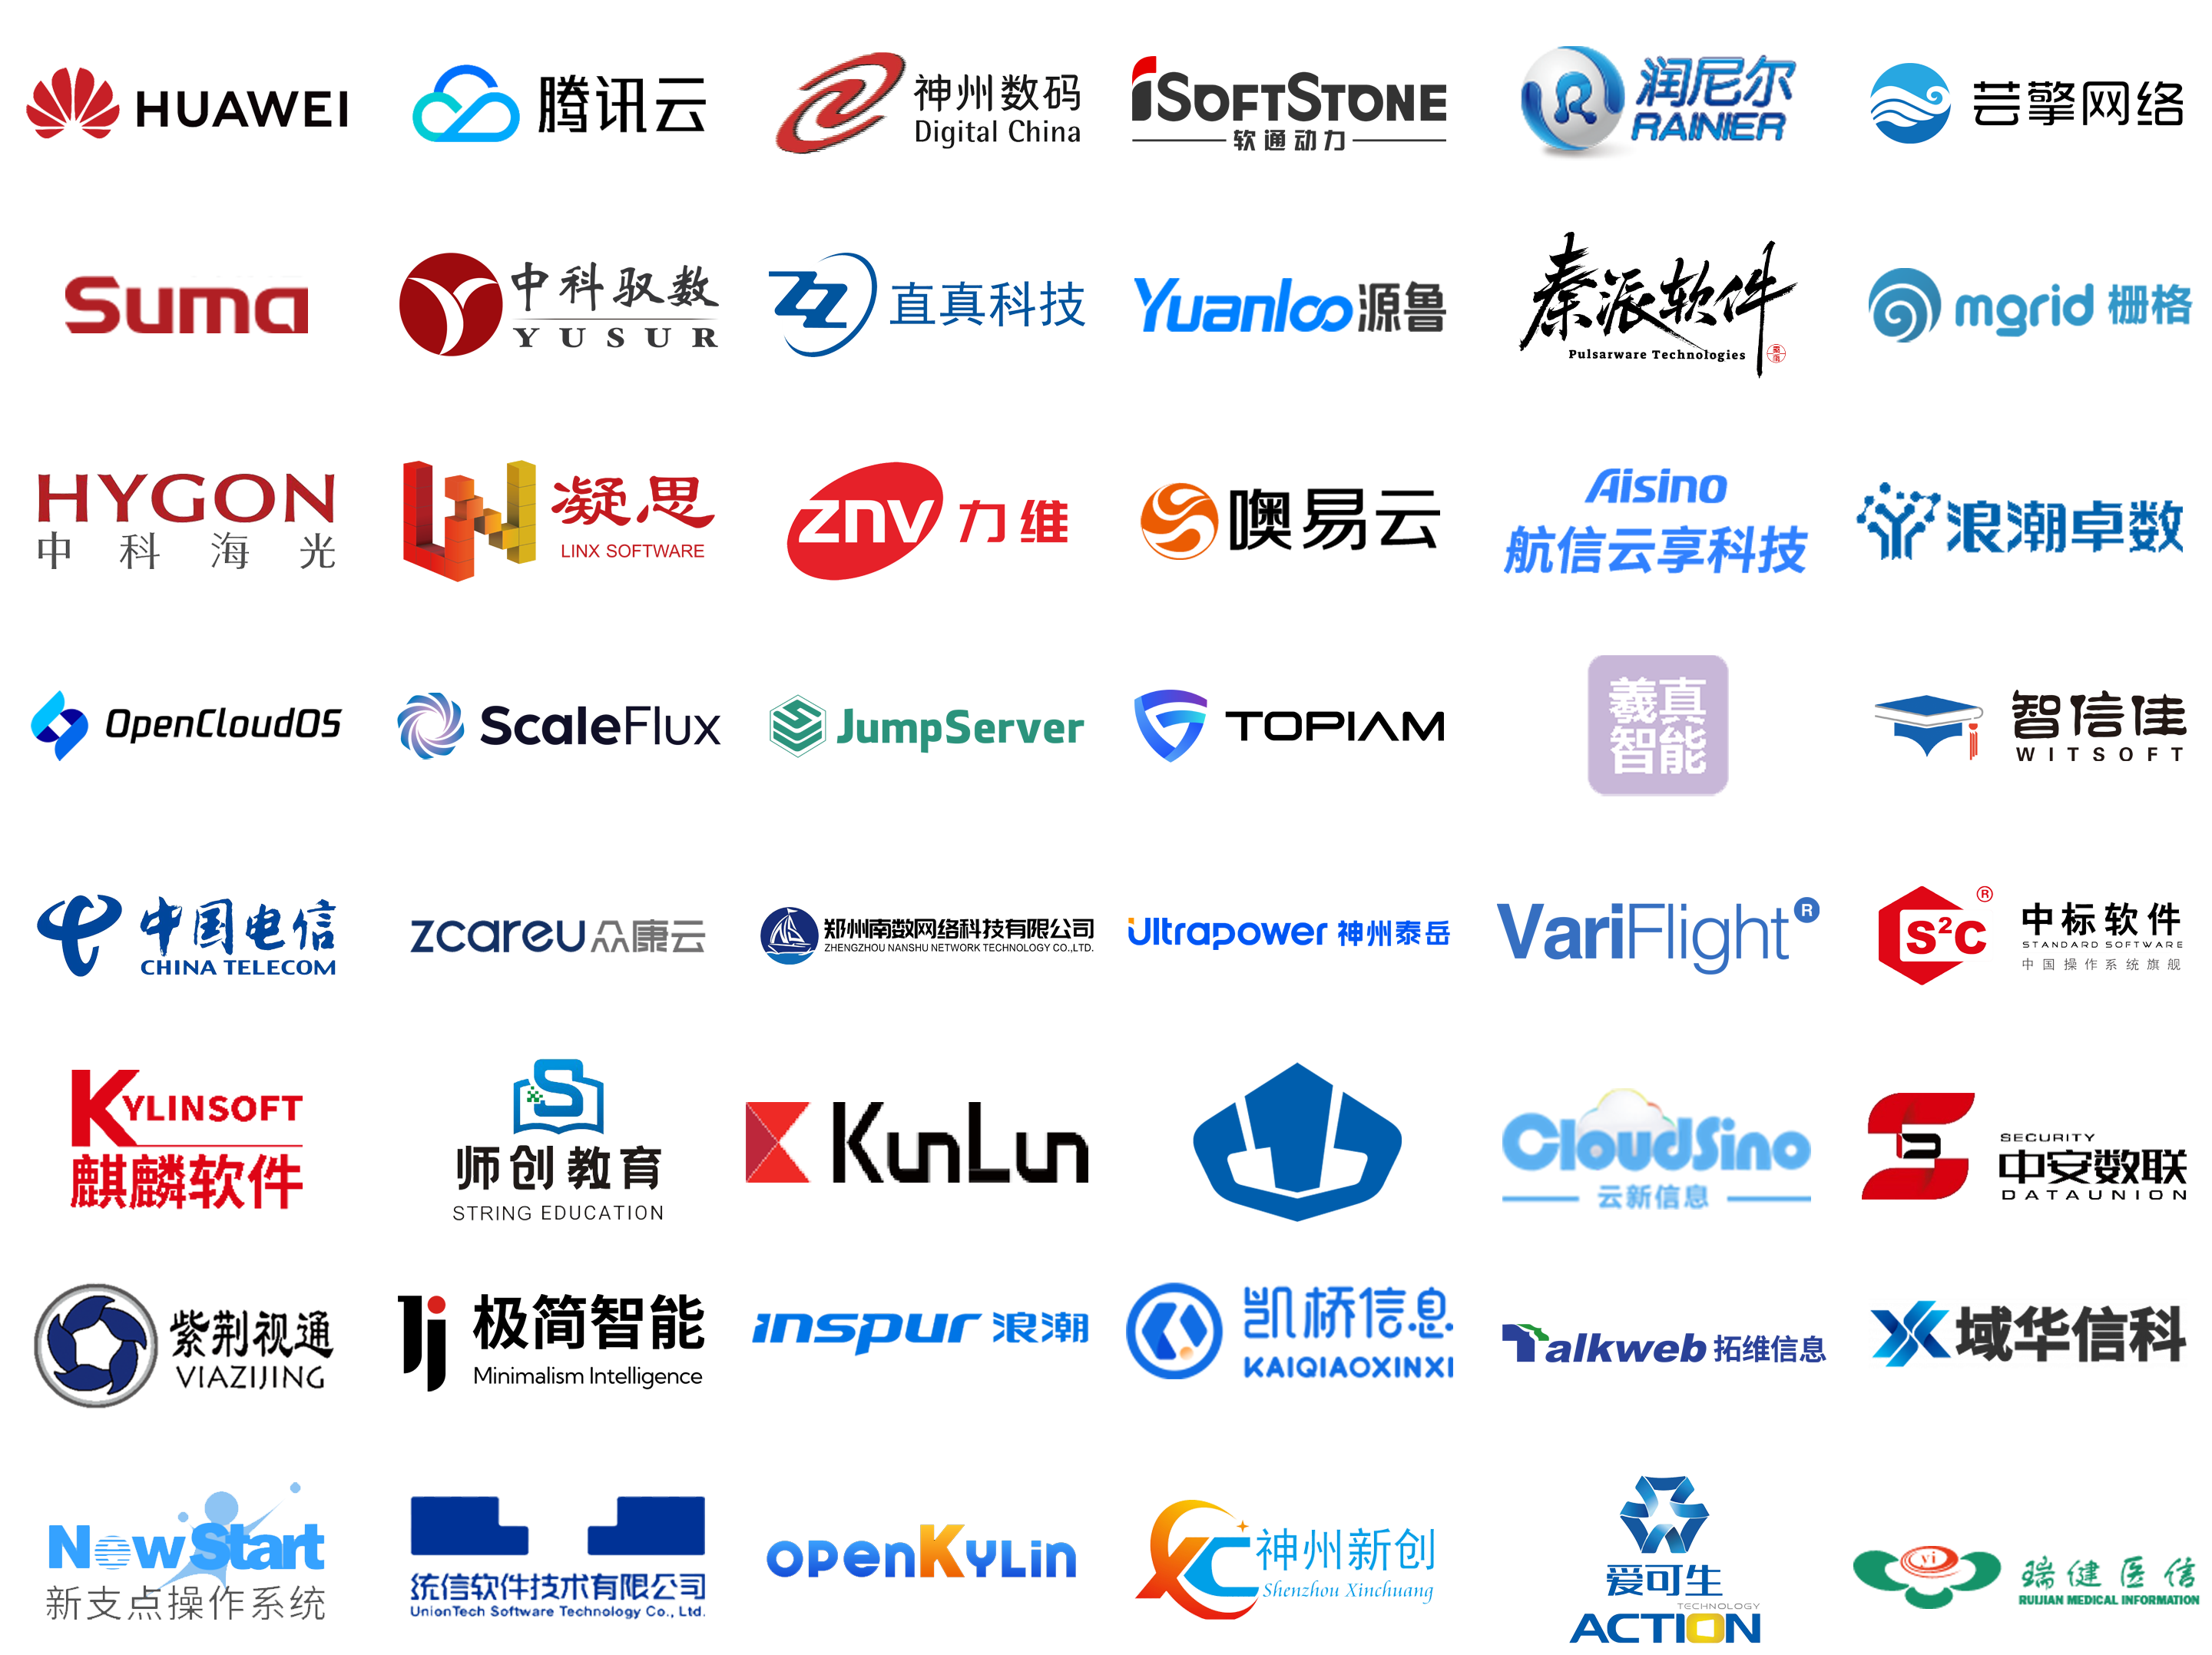 HUAWEI
腾讯云
神州数码
Digital China
iSOFTSTONE
软通动力
润尼尔
RAINIER
芸擎网络
Suma
中科驭数
YUSUR
直真科技
Yuanloo源鲁
秦派软件
Pulsarware Technologies
mgrid 栅格
HYGON
中科海光
凝思
LINX SOFTWARE
znv 力维
噢易云
Aisino
航信云享科技
浪潮卓数
OpenCloudOS
ScaleFlux
JumpServer
TOPIAM
羲真
智能
智信佳
WITSOFT
中国电信
CHINA TELECOM
zcareu 众康云
郑州南数网络科技有限公司
ZHENGZHOU NANSHU NETWORK TECHNOLOGY CO.,LTD.
Ultrapower 神州泰岳
VariFlight®
S²C ®
中标软件
STANDARD SOFTWARE
中国操作系统旗舰
KYLINSOFT
麒麟软件
师创教育
STRING EDUCATION
KunLun
CloudSino
云新信息
SECURITY
中安数联
DATAUNION
紫荆视通
VIAZIJING
极简智能
Minimalism Intelligence
inspur 浪潮
凯桥信息
KAIQIAOXINXI
Talkweb 拓维信息
域华信科
NewStart
新支点操作系统
统信软件技术有限公司
UnionTech Software Technology Co., Ltd.
openKylin
XC 神州新创
Shenzhou Xinchuang
爱可生
TECHNOLOGY
ACTION
yi
瑞健医信
RUIJIAN MEDICAL INFORMATION